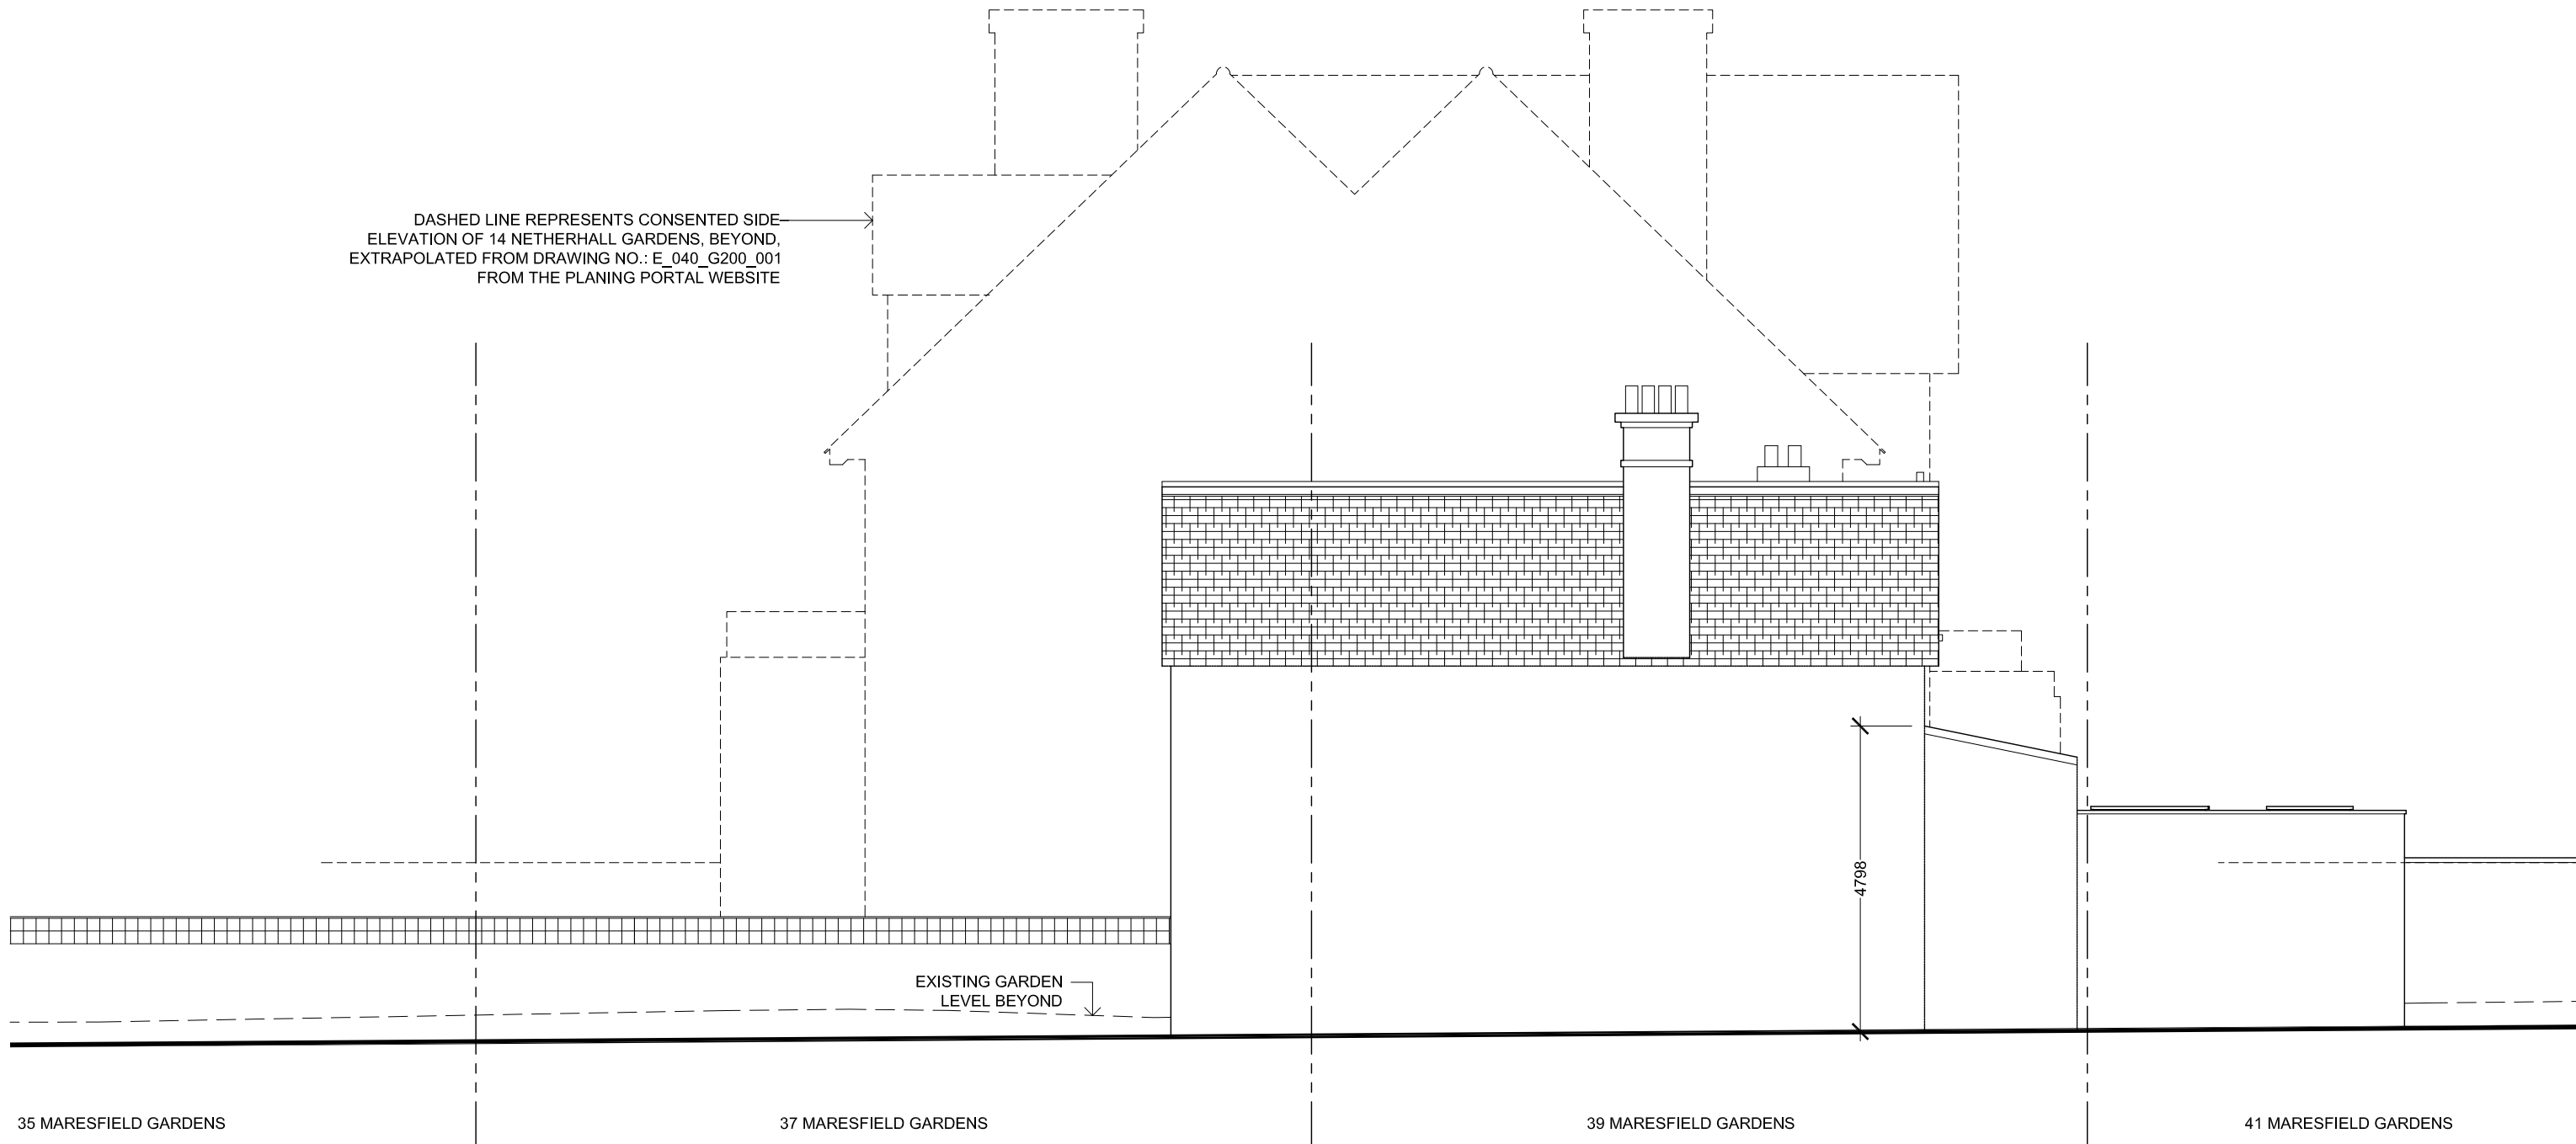 DASHED LINE REPRESENTS CONSENTED SIDE
ELEVATION OF 14 NETHERHALL GARDENS, BEYOND,
EXTRAPOLATED FROM DRAWING NO.: E_040_G200_001
FROM THE PLANING PORTAL WEBSITE
4798
EXISTING GARDEN
LEVEL BEYOND
35 MARESFIELD GARDENS
37 MARESFIELD GARDENS
39 MARESFIELD GARDENS
41 MARESFIELD GARDENS